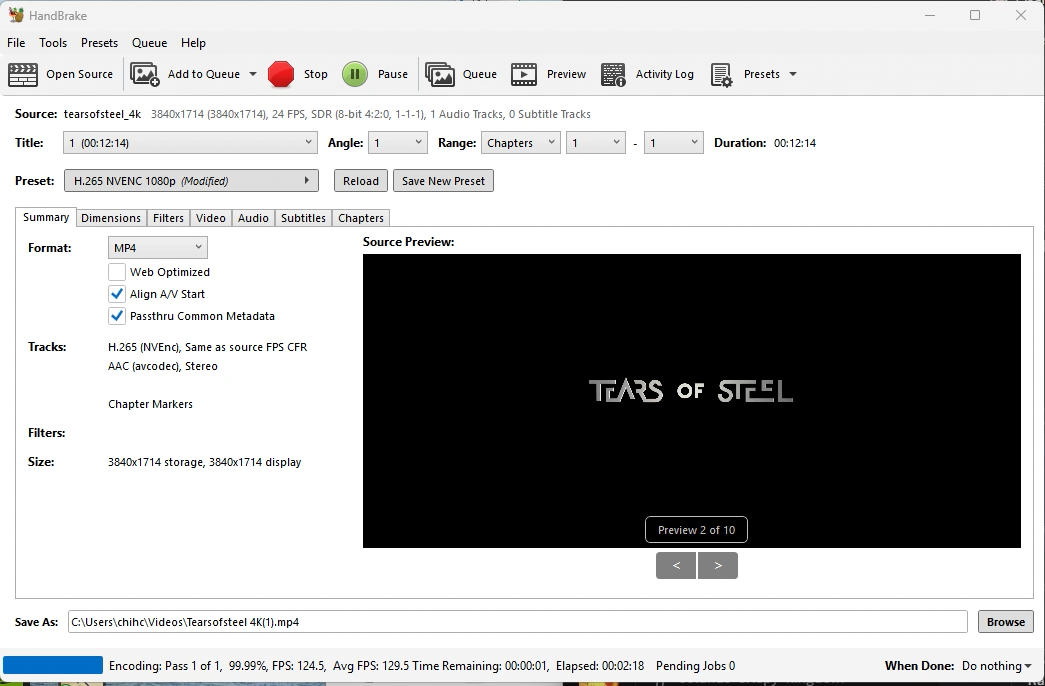 HandBrake
File Tools Presets Queue Help
Open Source Add to Queue Stop Pause Queue Preview Activity Log Presets
Source: tearsofsteel_4k 3840x1714 (3840x1714), 24 FPS, SDR (8-bit 4:2:0, 1-1-1), 1 Audio Tracks, 0 Subtitle Tracks
Title: 1 (00:12:14) Angle: 1 Range: Chapters 1 - 1 Duration: 00:12:14
Preset: H.265 NVENC 1080p (Modified) Reload Save New Preset
Summary Dimensions Filters Video Audio Subtitles Chapters
Format: MP4 Source Preview:
Web Optimized
Align A/V Start
Passthru Common Metadata
Tracks: H.265 (NVEnc), Same as source FPS CFR
AAC (avcodec), Stereo
TEARS OF STEEL
Chapter Markers
Filters:
Size: 3840x1714 storage, 3840x1714 display
Preview 2 of 10
< >
Save As: C:\Users\chihc\Videos\Tearsofsteel 4K(1).mp4 Browse
Encoding: Pass 1 of 1, 99.99%, FPS: 124.5, Avg FPS: 129.5 Time Remaining: 00:00:01, Elapsed: 00:02:18 Pending Jobs 0 When Done: Do nothing